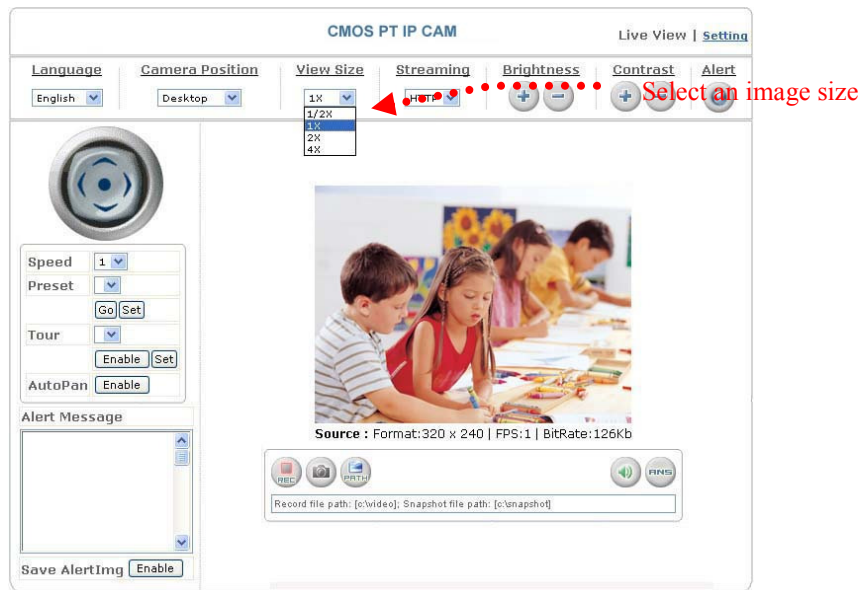 CMOS PT IP CAM
Live View | Setting
Language Camera Position View Size Streaming Brightness Contrast Alert
English Desktop 1X HTTP Select an image size
1/2X
1X
2X
4X
Speed 1
Preset
Go Set
Tour
Enable Set
AutoPan Enable
Alert Message
Source : Format:320 x 240 | FPS:1 | BitRate:126Kb
REC PATH ANS
Record file path: [c:\video]; Snapshot file path: [c:\snapshot]
Save AlertImg Enable